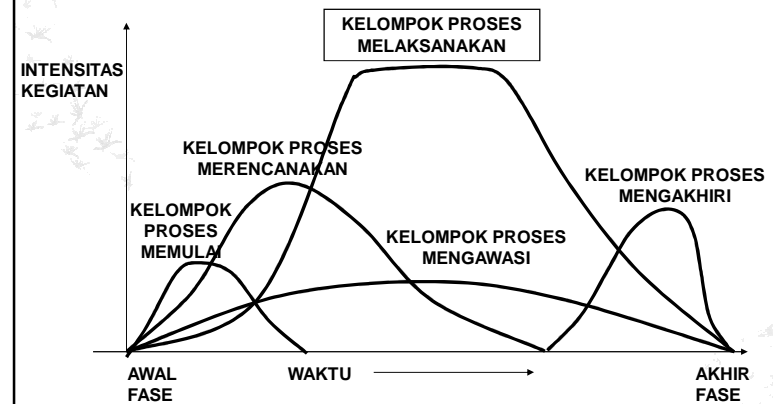 KELOMPOK PROSES
MELAKSANAKAN
INTENSITAS
KEGIATAN
KELOMPOK PROSES
MERENCANAKAN
KELOMPOK PROSES
MENGAKHIRI
KELOMPOK
PROSES
MEMULAI
KELOMPOK PROSES
MENGAWASI
AWAL
FASE
WAKTU
AKHIR
FASE